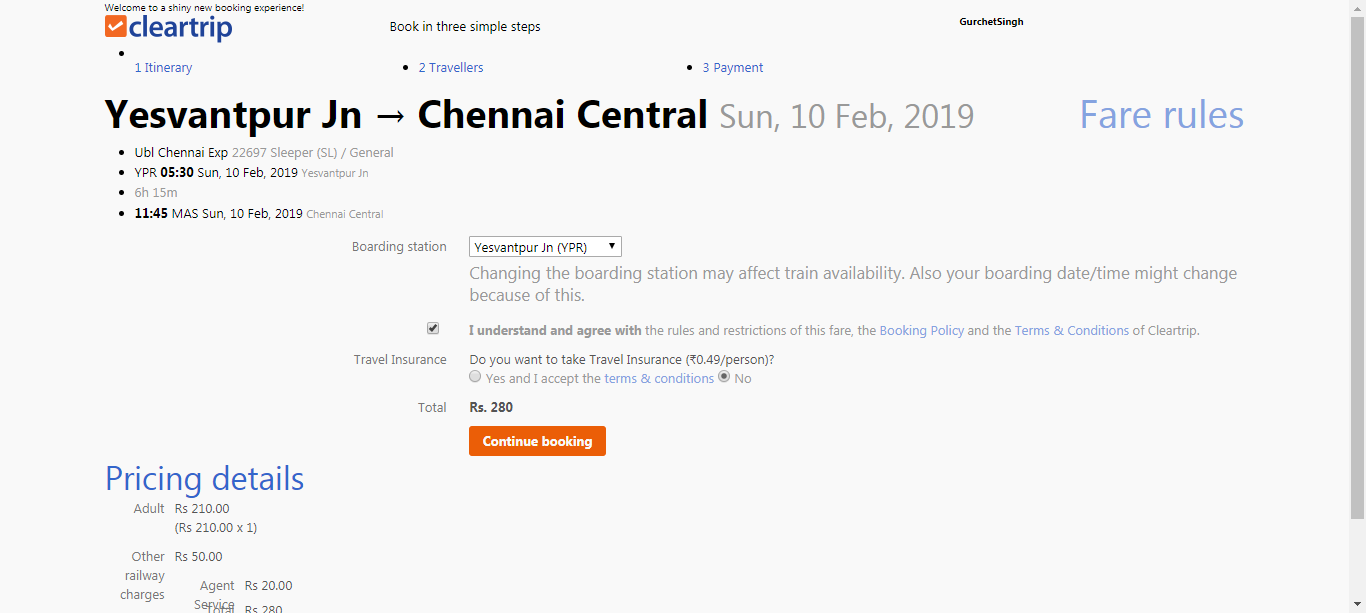 Welcome to a shiny new booking experience!
cleartrip
Book in three simple steps
GurchetSingh
1 Itinerary
2 Travellers
3 Payment
Yesvantpur Jn → Chennai Central Sun, 10 Feb, 2019
Fare rules
Ubl Chennai Exp 22697 Sleeper (SL) / General
YPR 05:30 Sun, 10 Feb, 2019 Yesvantpur Jn
6h 15m
11:45 MAS Sun, 10 Feb, 2019 Chennai Central
Boarding station Yesvantpur Jn (YPR)
Changing the boarding station may affect train availability. Also your boarding date/time might change
because of this.
I understand and agree with the rules and restrictions of this fare, the Booking Policy and the Terms & Conditions of Cleartrip.
Travel Insurance Do you want to take Travel Insurance (₹0.49/person)?
Yes and I accept the terms & conditions No
Total Rs. 280
Continue booking
Pricing details
Adult Rs 210.00
(Rs 210.00 x 1)
Other Rs 50.00
railway
charges
Agent Rs 20.00
Service
Total Rs 280